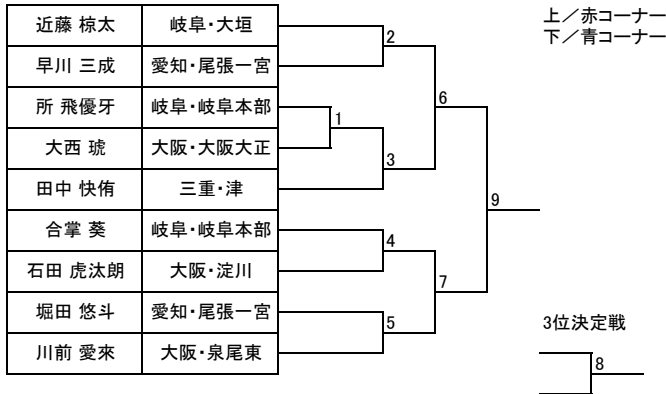 近藤 椋太 岐阜・大垣
早川 三成 愛知・尾張一宮
所 飛優牙 岐阜・岐阜本部
大西 琥 大阪・大阪大正
田中 快侑 三重・津
合掌 葵 岐阜・岐阜本部
石田 虎汰朗 大阪・淀川
堀田 悠斗 愛知・尾張一宮
川前 愛來 大阪・泉尾東
上／赤コーナー
下／青コーナー
2
6
1
3
9
4
7
5
3位決定戦
8